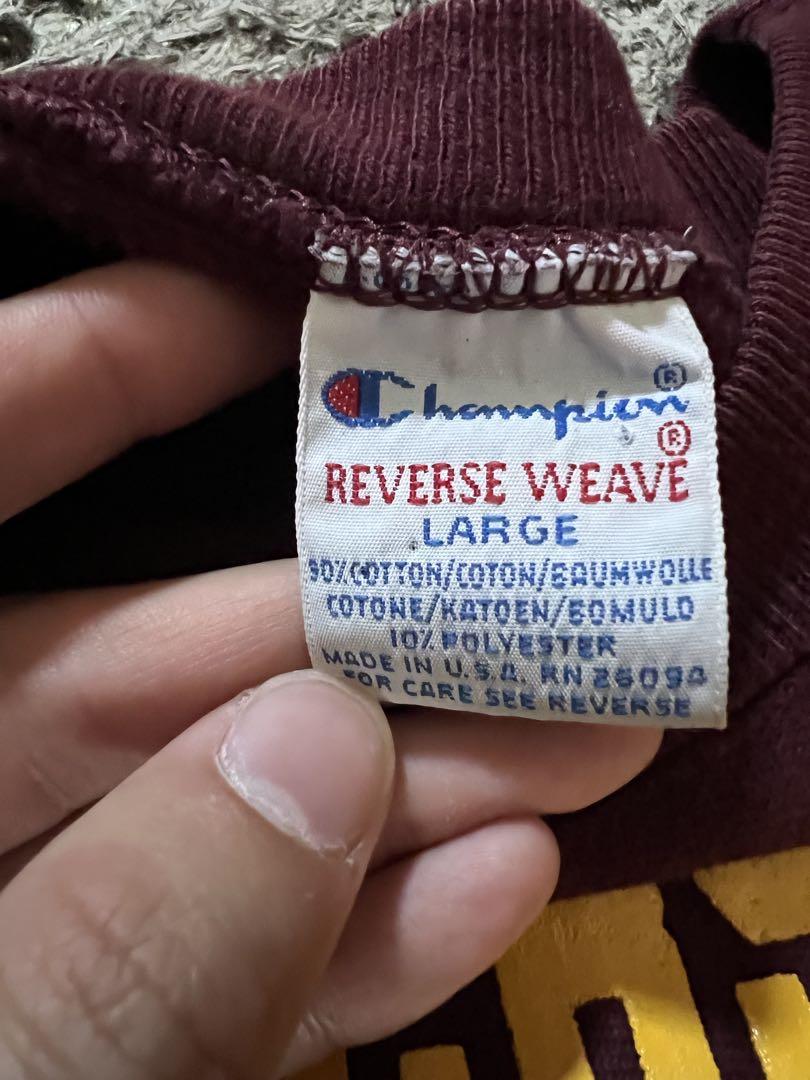 Champion®
REVERSE WEAVE®
LARGE
90% COTTON/COTON/BAUMWOLLE
COTONE/KATOEN/BOMULD
10% POLYESTER
MADE IN U.S.A. RN 26094
FOR CARE SEE REVERSE